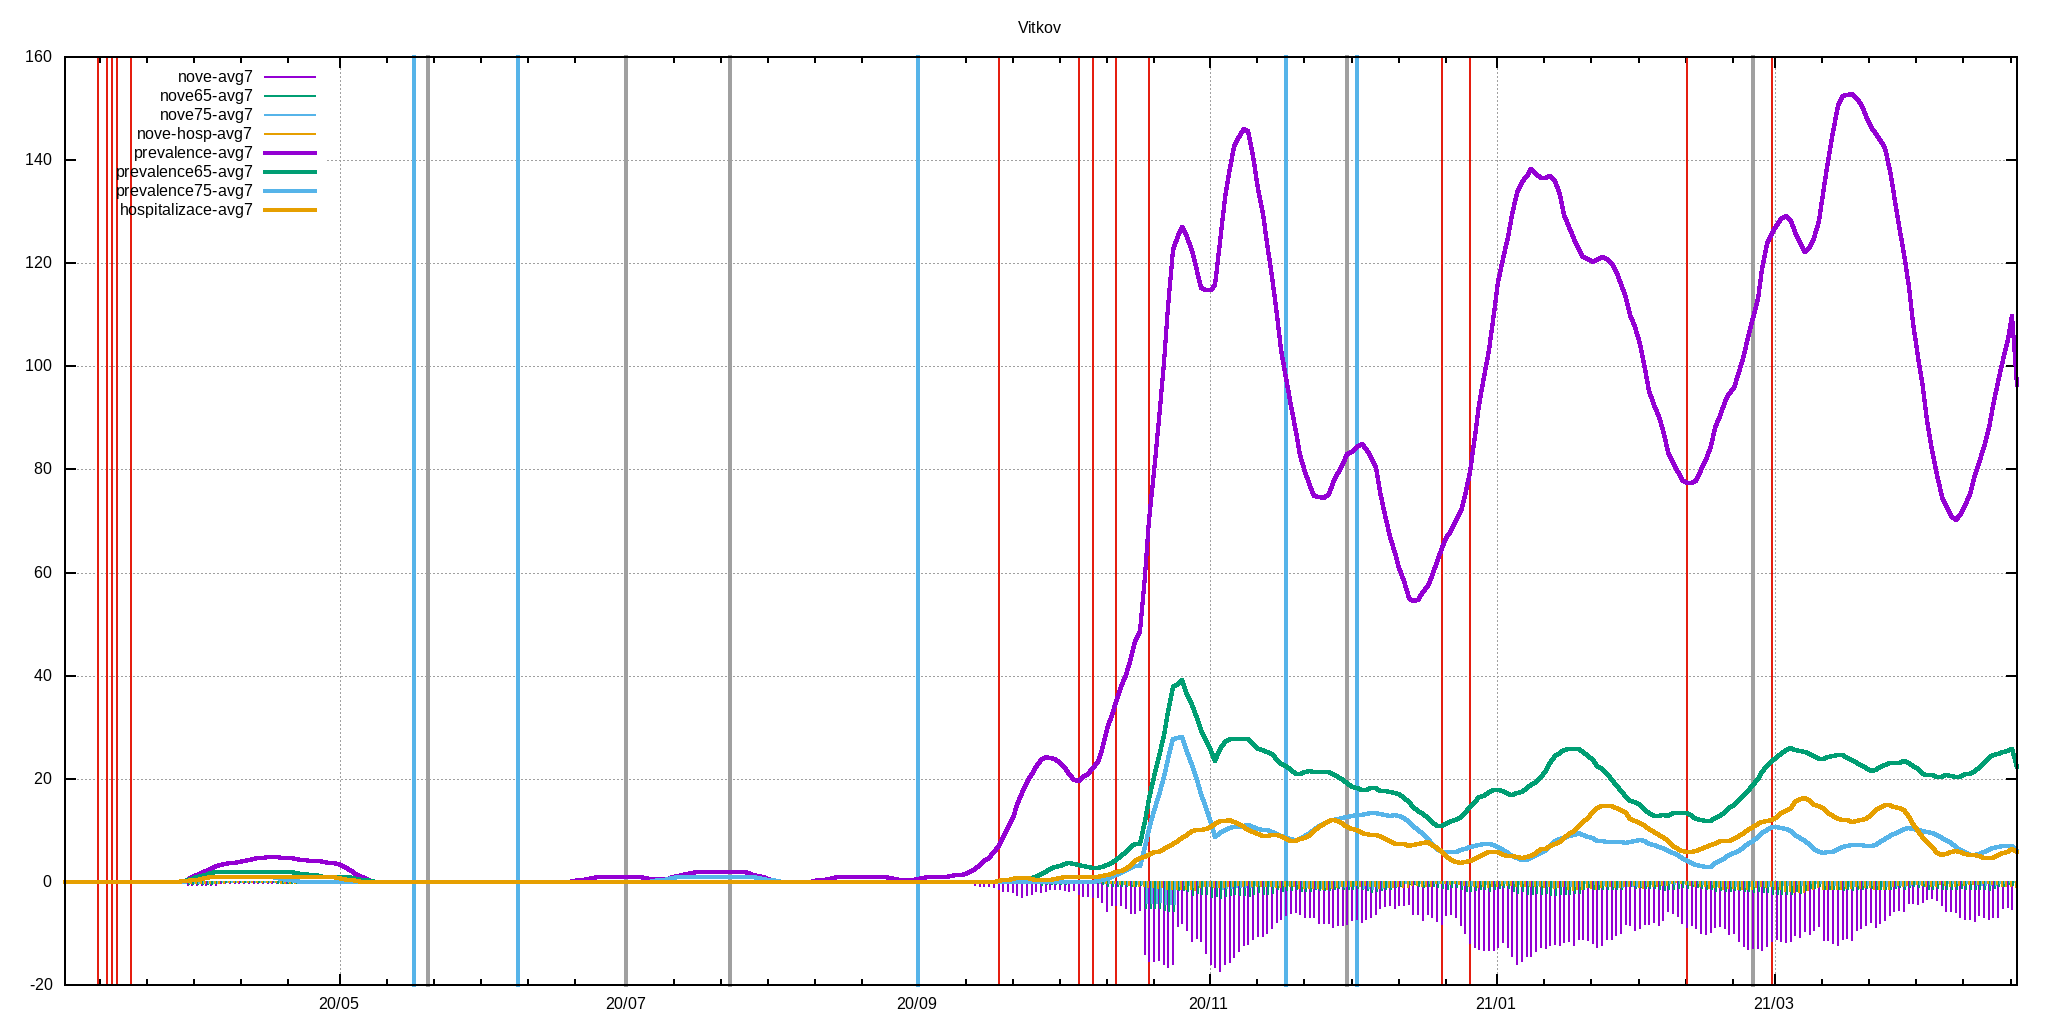 Vitkov
160
140
120
100
80
60
40
20
0
-20
nove-avg7
nove65-avg7
nove75-avg7
nove-hosp-avg7
prevalence-avg7
prevalence65-avg7
prevalence75-avg7
hospitalizace-avg7
20/05 20/07 20/09 20/11 21/01 21/03